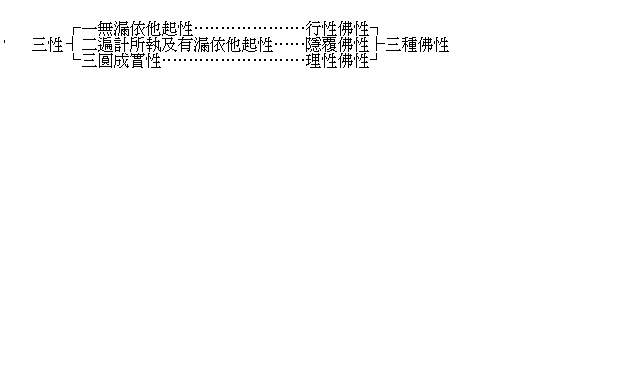 ┌一無漏依他起性…………………行性佛性┐
三性┤二遍計所執及有漏依他起性……隱覆佛性├三種佛性
└三圓成實性………………………理性佛性┘